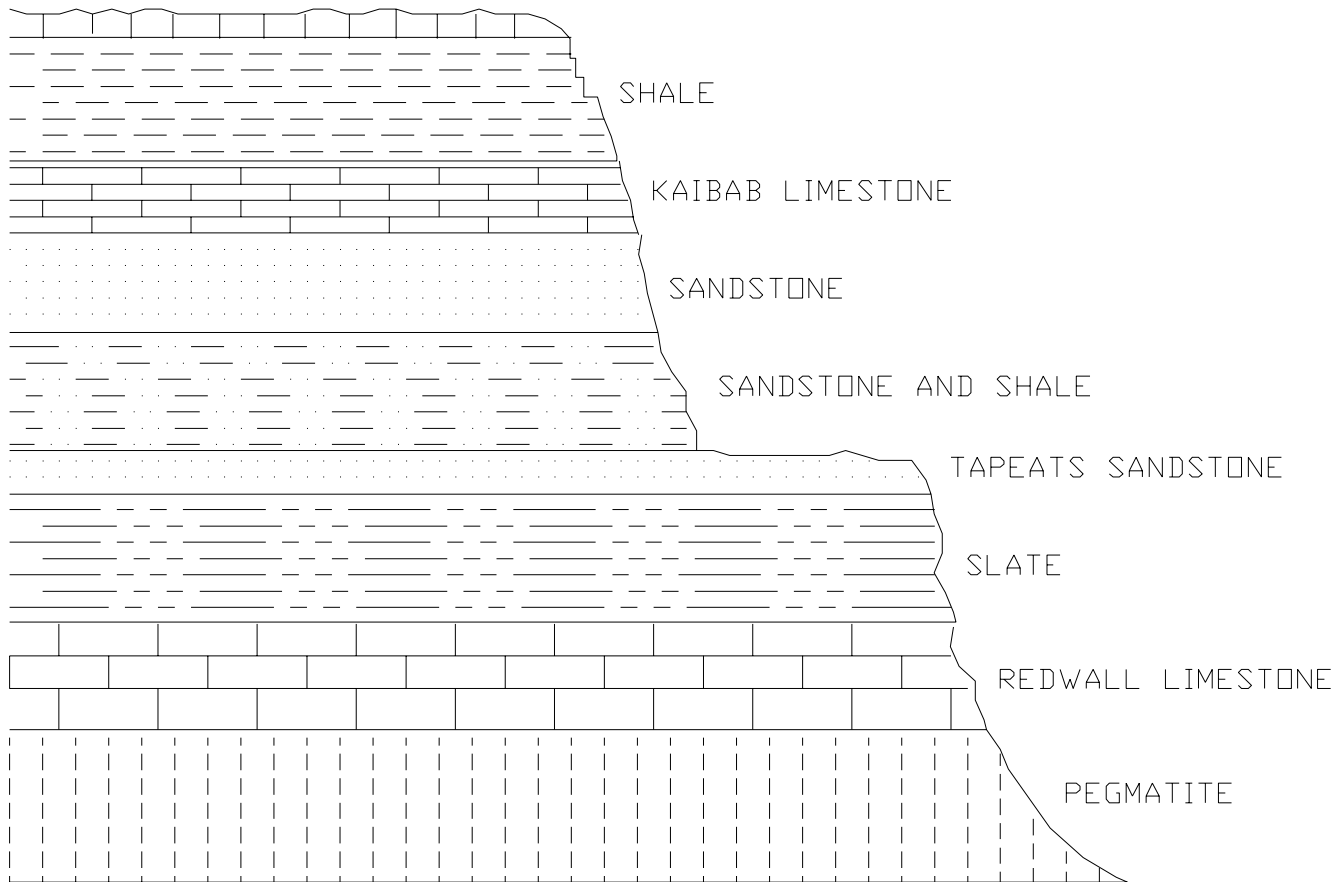 SHALE
KAIBAB LIMESTONE
SANDSTONE
SANDSTONE AND SHALE
TAPEATS SANDSTONE
SLATE
REDWALL LIMESTONE
PEGMATITE